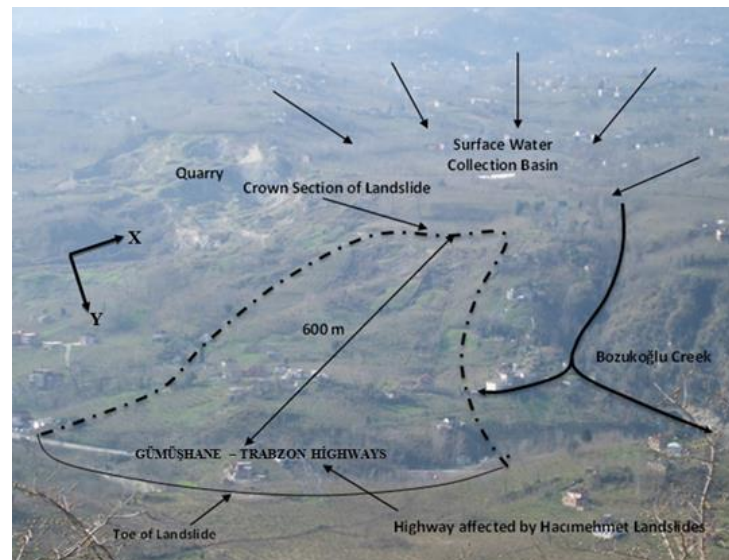 Surface Water
Collection Basin
Quarry
Crown Section of Landslide
X
Y
600 m
Bozukoğlu Creek
GÜMÜŞHANE – TRABZON HİGHWAYS
Toe of Landslide
Highway affected by Hacımehmet Landslides